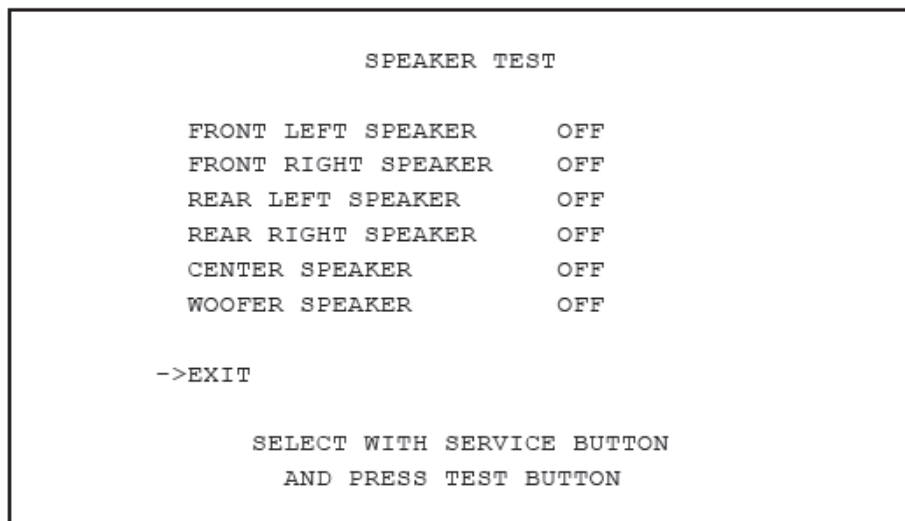 SPEAKER TEST
FRONT LEFT SPEAKER OFF
FRONT RIGHT SPEAKER OFF
REAR LEFT SPEAKER OFF
REAR RIGHT SPEAKER OFF
CENTER SPEAKER OFF
WOOFER SPEAKER OFF
->EXIT
SELECT WITH SERVICE BUTTON
AND PRESS TEST BUTTON